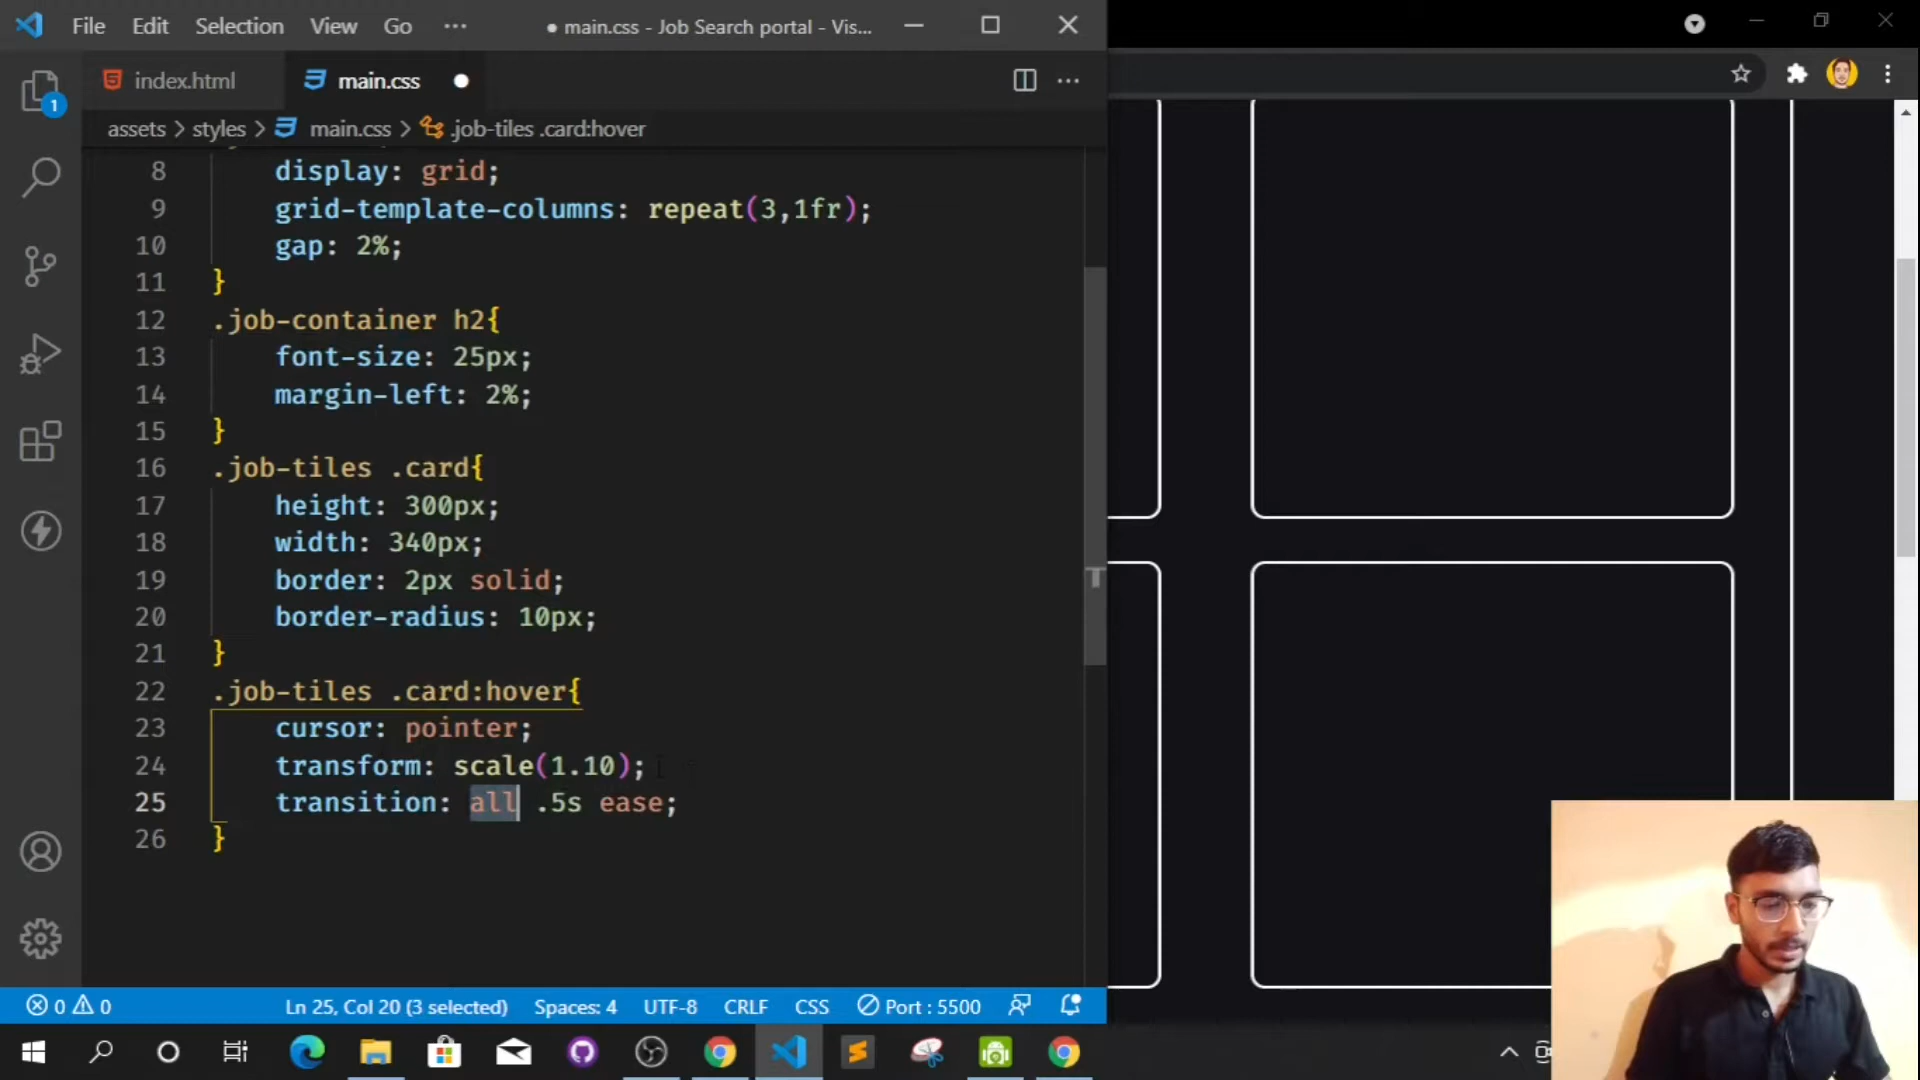 File Edit Selection View Go ··· ● main.css - Job Search portal - Vis...
index.html main.css ●
1
assets > styles > main.css > .job-tiles .card:hover
8 display: grid;
9 grid-template-columns: repeat(3,1fr);
10 gap: 2%;
11 }
12 .job-container h2{
13 font-size: 25px;
14 margin-left: 2%;
15 }
16 .job-tiles .card{
17 height: 300px;
18 width: 340px;
19 border: 2px solid;
20 border-radius: 10px;
21 }
22 .job-tiles .card:hover{
23 cursor: pointer;
24 transform: scale(1.10);
25 transition: all .5s ease;
26 }
0 0 Ln 25, Col 20 (3 selected) Spaces: 4 UTF-8 CRLF CSS Port : 5500